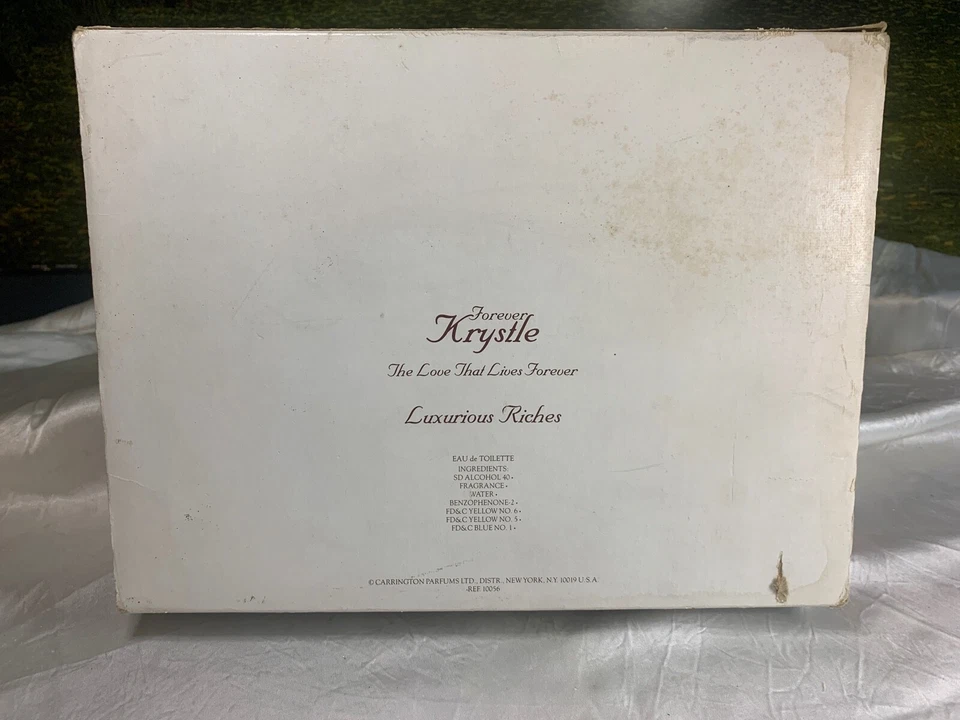 Forever
Krystle
The Love That Lives Forever
Luxurious Riches
EAU de TOILETTE
INGREDIENTS:
SD ALCOHOL 40•
FRAGRANCE•
WATER•
BENZOPHENONE-2•
FD&C YELLOW NO. 6•
FD&C YELLOW NO. 5•
FD&C BLUE NO. 1•
© CARRINGTON PARFUMS LTD., DISTR., NEW YORK, N.Y. 10019 U.S.A
REF. 10056